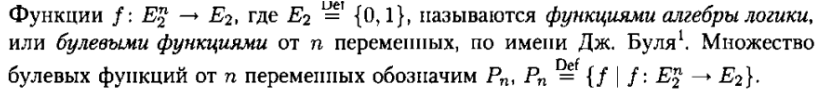 Функции f: E₂ⁿ → E₂, где E₂ ≝ {0,1}, называются функциями алгебры логики,
или булевыми функциями от n переменных, по имени Дж. Буля¹. Множество
булевых функций от n переменных обозначим Pₙ, Pₙ ≝ {f | f: E₂ⁿ → E₂}.